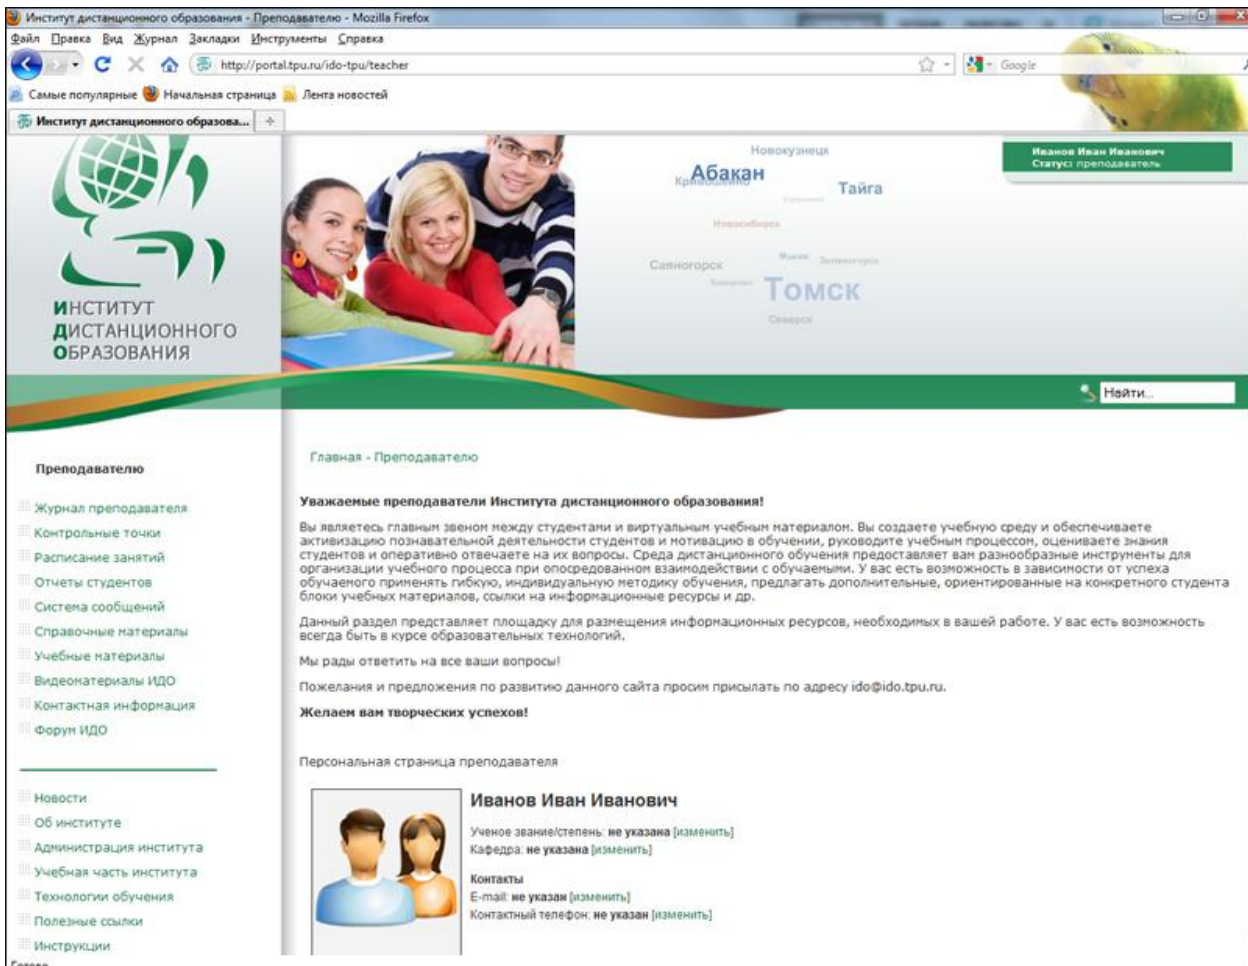 Институт дистанционного образования - Преподавателю - Mozilla Firefox
Файл Правка Вид Журнал Закладки Инструменты Справка
http://portal.tpu.ru/ido-tpu/teacher
Google
Самые популярные Начальная страница Лента новостей
Институт дистанционного образова...
Новокузнецк
Абакан
Тайга
Новосибирск
Саяногорск
Томск
Северск
Иванов Иван Иванович
Статус: преподаватель
ИНСТИТУТ
ДИСТАНЦИОННОГО
ОБРАЗОВАНИЯ
Найти...
Главная - Преподавателю
Преподавателю
Журнал преподавателя
Контрольные точки
Расписание занятий
Отчеты студентов
Система сообщений
Справочные материалы
Учебные материалы
Видеоматериалы ИДО
Контактная информация
Форум ИДО
Новости
Об институте
Администрация института
Учебная часть института
Технологии обучения
Полезные ссылки
Инструкции
Уважаемые преподаватели Института дистанционного образования!
Вы являетесь главным звеном между студентами и виртуальным учебным материалом. Вы создаете учебную среду и обеспечиваете
активизацию познавательной деятельности студентов и мотивацию в обучении, руководите учебным процессом, оцениваете знания
студентов и оперативно отвечаете на их вопросы. Среда дистанционного обучения предоставляет вам разнообразные инструменты для
организации учебного процесса при опосредованном взаимодействии с обучаемыми. У вас есть возможность в зависимости от успеха
обучаемого применять гибкую, индивидуальную методику обучения, предлагать дополнительные, ориентированные на конкретного студента
блоки учебных материалов, ссылки на информационные ресурсы и др.
Данный раздел представляет площадку для размещения информационных ресурсов, необходимых в вашей работе. У вас есть возможность
всегда быть в курсе образовательных технологий.
Мы рады ответить на все ваши вопросы!
Пожелания и предложения по развитию данного сайта просим присылать по адресу ido@ido.tpu.ru.
Желаем вам творческих успехов!
Персональная страница преподавателя
Иванов Иван Иванович
Ученое звание/степень: не указана [изменить]
Кафедра: не указана [изменить]
Контакты
E-mail: не указан [изменить]
Контактный телефон: не указан [изменить]